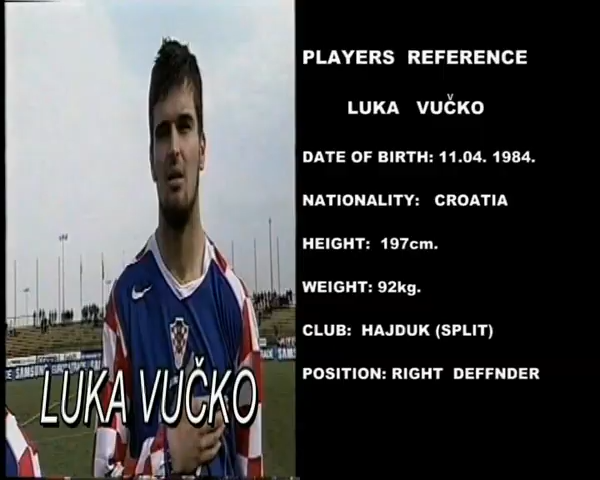 PLAYERS REFERENCE
LUKA VUČKO
DATE OF BIRTH: 11.04. 1984.
NATIONALITY: CROATIA
HEIGHT: 197cm.
WEIGHT: 92kg.
CLUB: HAJDUK (SPLIT)
POSITION: RIGHT DEFFNDER
LUKA VUČKO
SAMSUNG